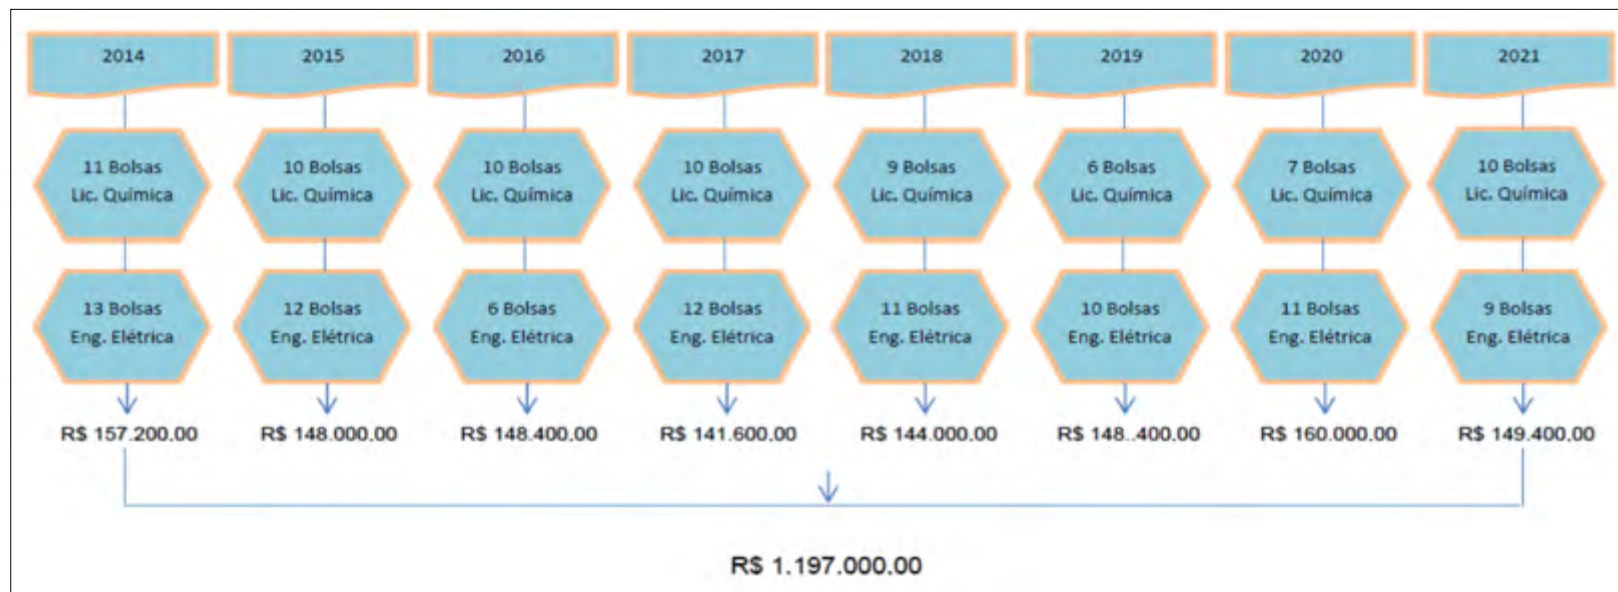 2014
2015
2016
2017
2018
2019
2020
2021
11 Bolsas
Lic. Química
10 Bolsas
Lic. Química
10 Bolsas
Lic. Química
10 Bolsas
Lic. Química
9 Bolsas
Lic. Química
6 Bolsas
Lic. Química
7 Bolsas
Lic. Química
10 Bolsas
Lic. Química
13 Bolsas
Eng. Elétrica
12 Bolsas
Eng. Elétrica
6 Bolsas
Eng. Elétrica
12 Bolsas
Eng. Elétrica
11 Bolsas
Eng. Elétrica
10 Bolsas
Eng. Elétrica
11 Bolsas
Eng. Elétrica
9 Bolsas
Eng. Elétrica
R$ 157.200.00
R$ 148.000.00
R$ 148.400.00
R$ 141.600.00
R$ 144.000.00
R$ 148..400.00
R$ 160.000.00
R$ 149.400.00
R$ 1.197.000.00